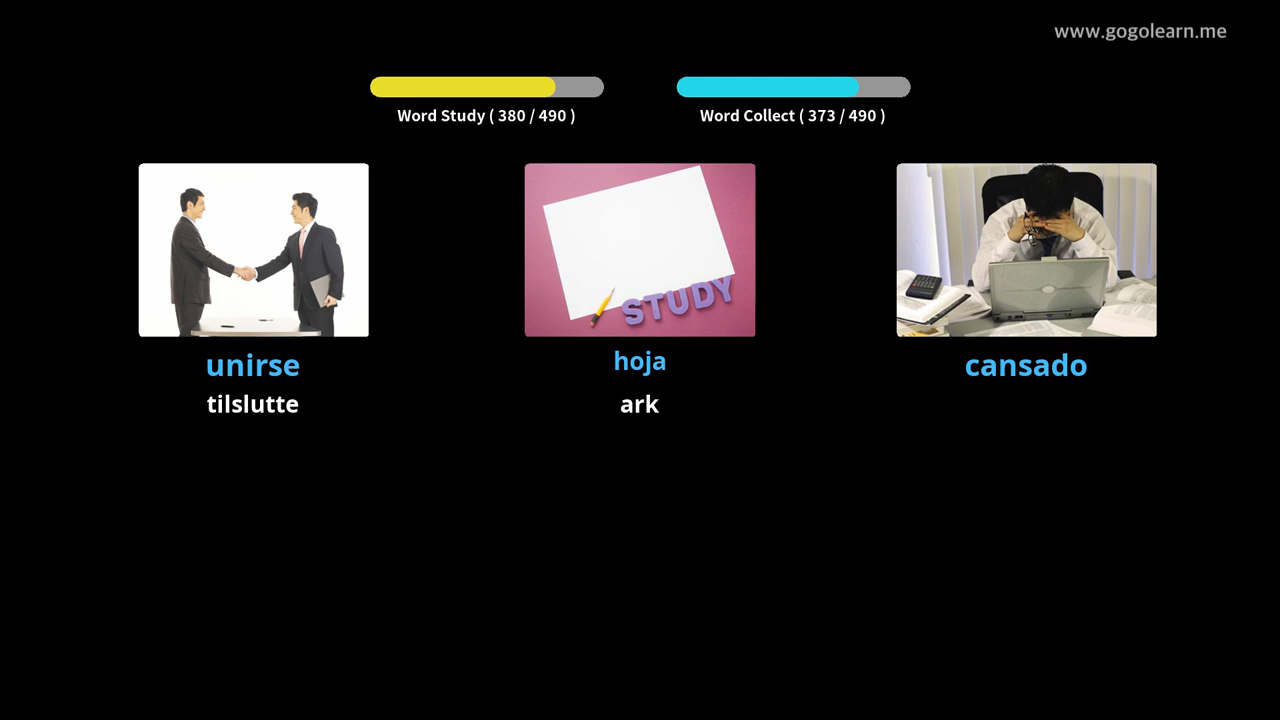 www.gogolearn.me
Word Study ( 380 / 490 )
Word Collect ( 373 / 490 )
STUDY
unirse
hoja
cansado
tilslutte
ark